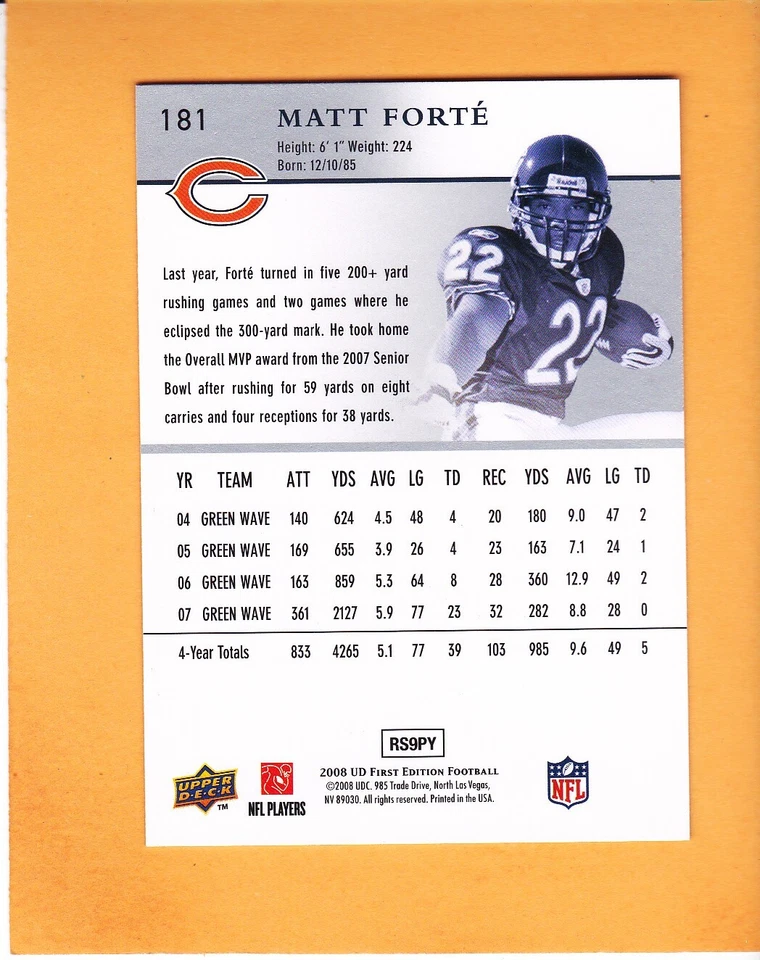 181
MATT FORTÉ
Height: 6' 1" Weight: 224
Born: 12/10/85
22
22
Last year, Forté turned in five 200+ yard
rushing games and two games where he
eclipsed the 300-yard mark. He took home
the Overall MVP award from the 2007 Senior
Bowl after rushing for 59 yards on eight
carries and four receptions for 38 yards.
YR TEAM ATT YDS AVG LG TD REC YDS AVG LG TD
04 GREEN WAVE 140 624 4.5 48 4 20 180 9.0 47 2
05 GREEN WAVE 169 655 3.9 26 4 23 163 7.1 24 1
06 GREEN WAVE 163 859 5.3 64 8 28 360 12.9 49 2
07 GREEN WAVE 361 2127 5.9 77 23 32 282 8.8 28 0
4-Year Totals 833 4265 5.1 77 39 103 985 9.6 49 5
RS9PY
UPPER
DECK
TM
NFL PLAYERS
2008 UD FIRST EDITION FOOTBALL
©2008 UDC. 985 Trade Drive, North Las Vegas,
NV 89030. All rights reserved. Printed in the USA.
NFL